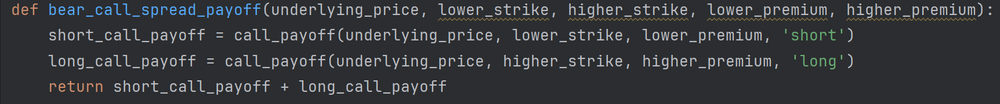 def bear_call_spread_payoff(underlying_price, lower_strike, higher_strike, lower_premium, higher_premium):
    short_call_payoff = call_payoff(underlying_price, lower_strike, lower_premium, 'short')
    long_call_payoff = call_payoff(underlying_price, higher_strike, higher_premium, 'long')
    return short_call_payoff + long_call_payoff